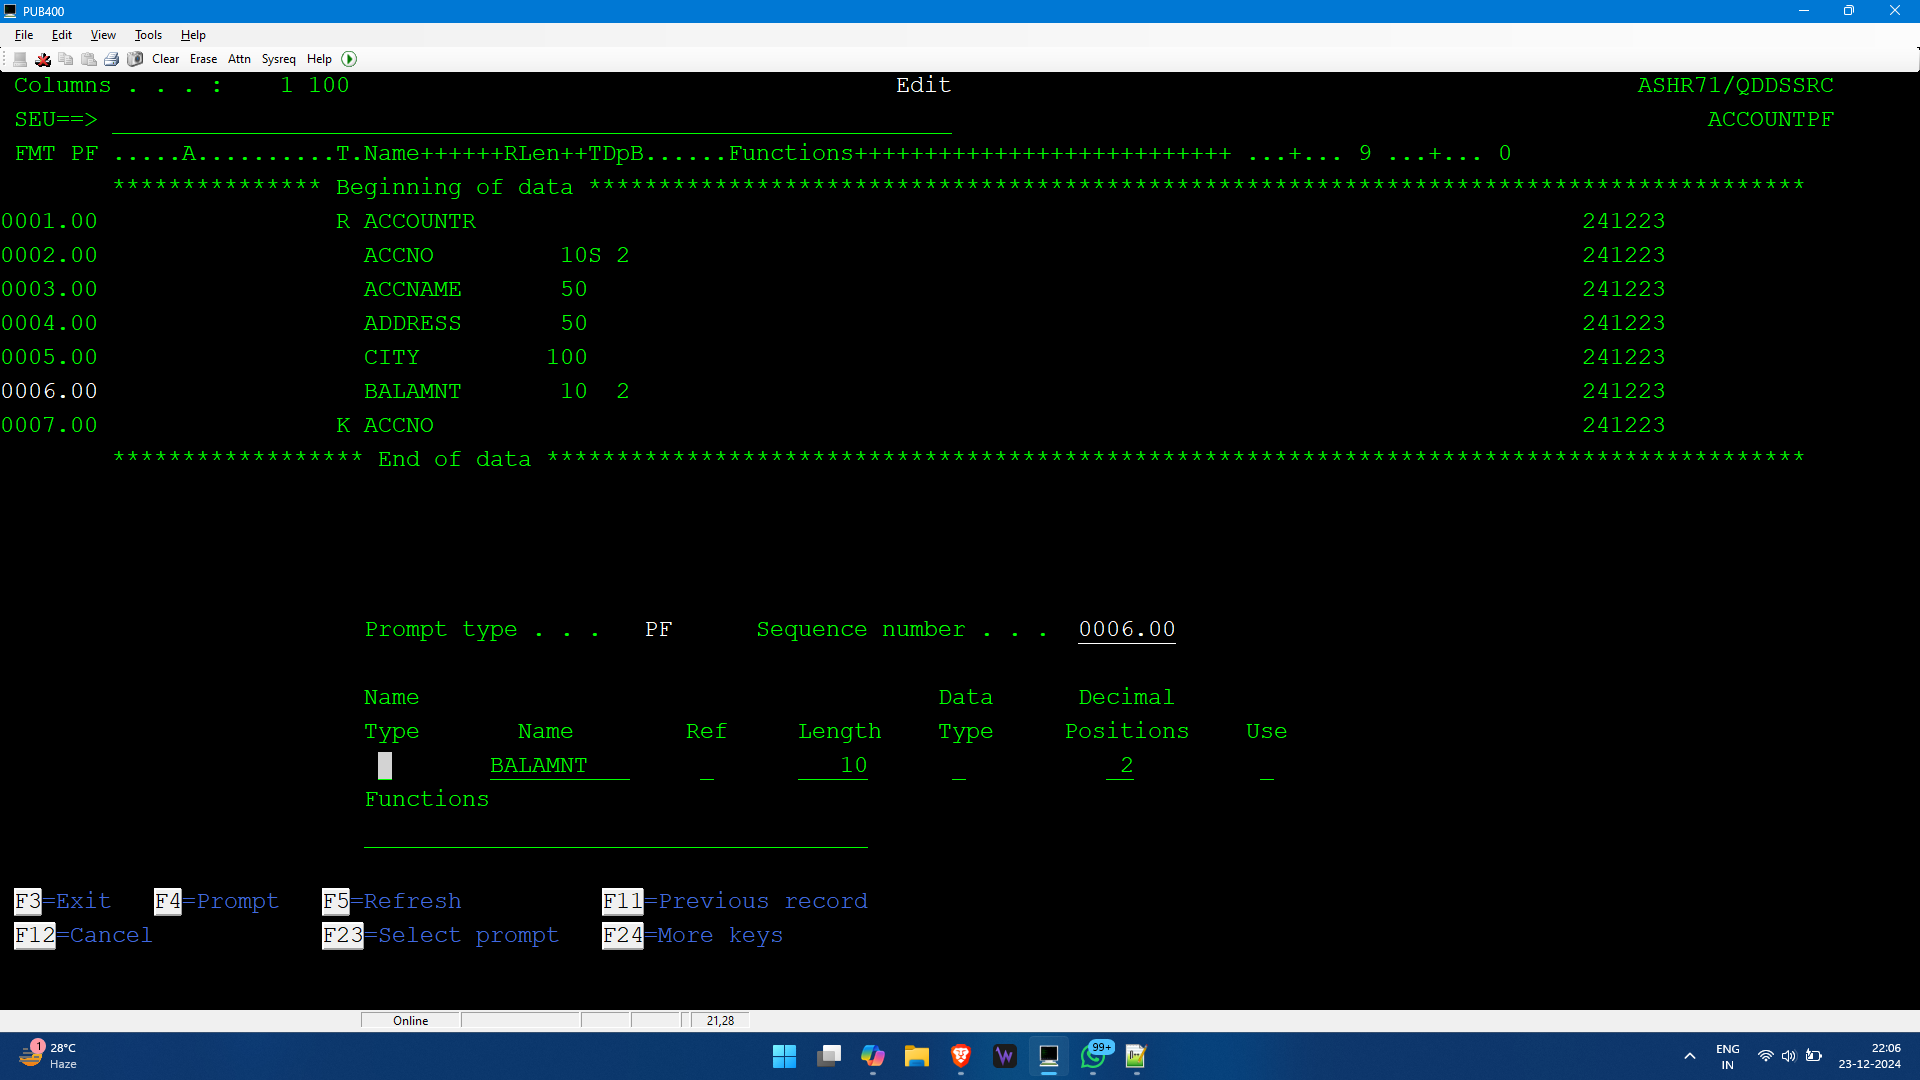 PUB400
File Edit View Tools Help
Clear Erase Attn Sysreq Help
Columns . . . : 1 100 Edit ASHR71/QDDSSRC
SEU==> ACCOUNTPF
FMT PF .....A..........T.Name++++++RLen++TDpB......Functions+++++++++++++++++++++++++++ ...+... 9 ...+... 0
*************** Beginning of data ***************************************************************************************
0001.00 R ACCOUNTR 241223
0002.00 ACCNO 10S 2 241223
0003.00 ACCNAME 50 241223
0004.00 ADDRESS 50 241223
0005.00 CITY 100 241223
0006.00 BALAMNT 10 2 241223
0007.00 K ACCNO 241223
****************** End of data ******************************************************************************************
Prompt type . . . PF Sequence number . . . 0006.00
Name Data Decimal
Type Name Ref Length Type Positions Use
BALAMNT 10 2
Functions
F3=Exit F4=Prompt F5=Refresh F11=Previous record
F12=Cancel F23=Select prompt F24=More keys
Online 21,28
1 28°C
Haze
99+
ENG
IN
22:06
23-12-2024